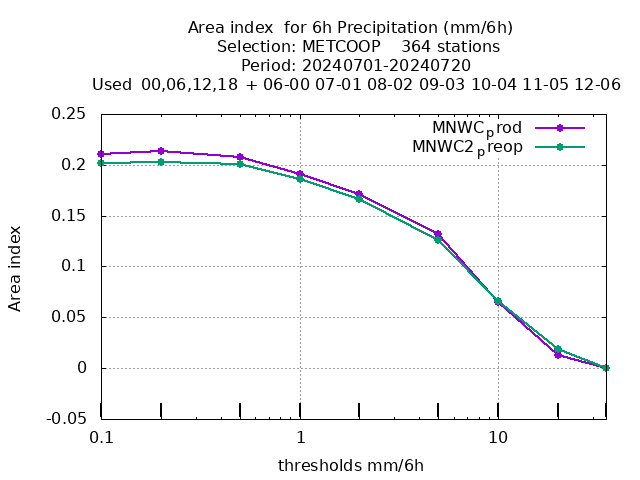 Area index  for 6h Precipitation (mm/6h)
Selection: METCOOP    364 stations
Period: 20240701-20240720
Used  00,06,12,18  + 06-00 07-01 08-02 09-03 10-04 11-05 12-06
MNWCprod
MNWC2preop
0.25
0.2
0.15
0.1
0.05
0
-0.05
Area index
0.1 1 10
thresholds mm/6h